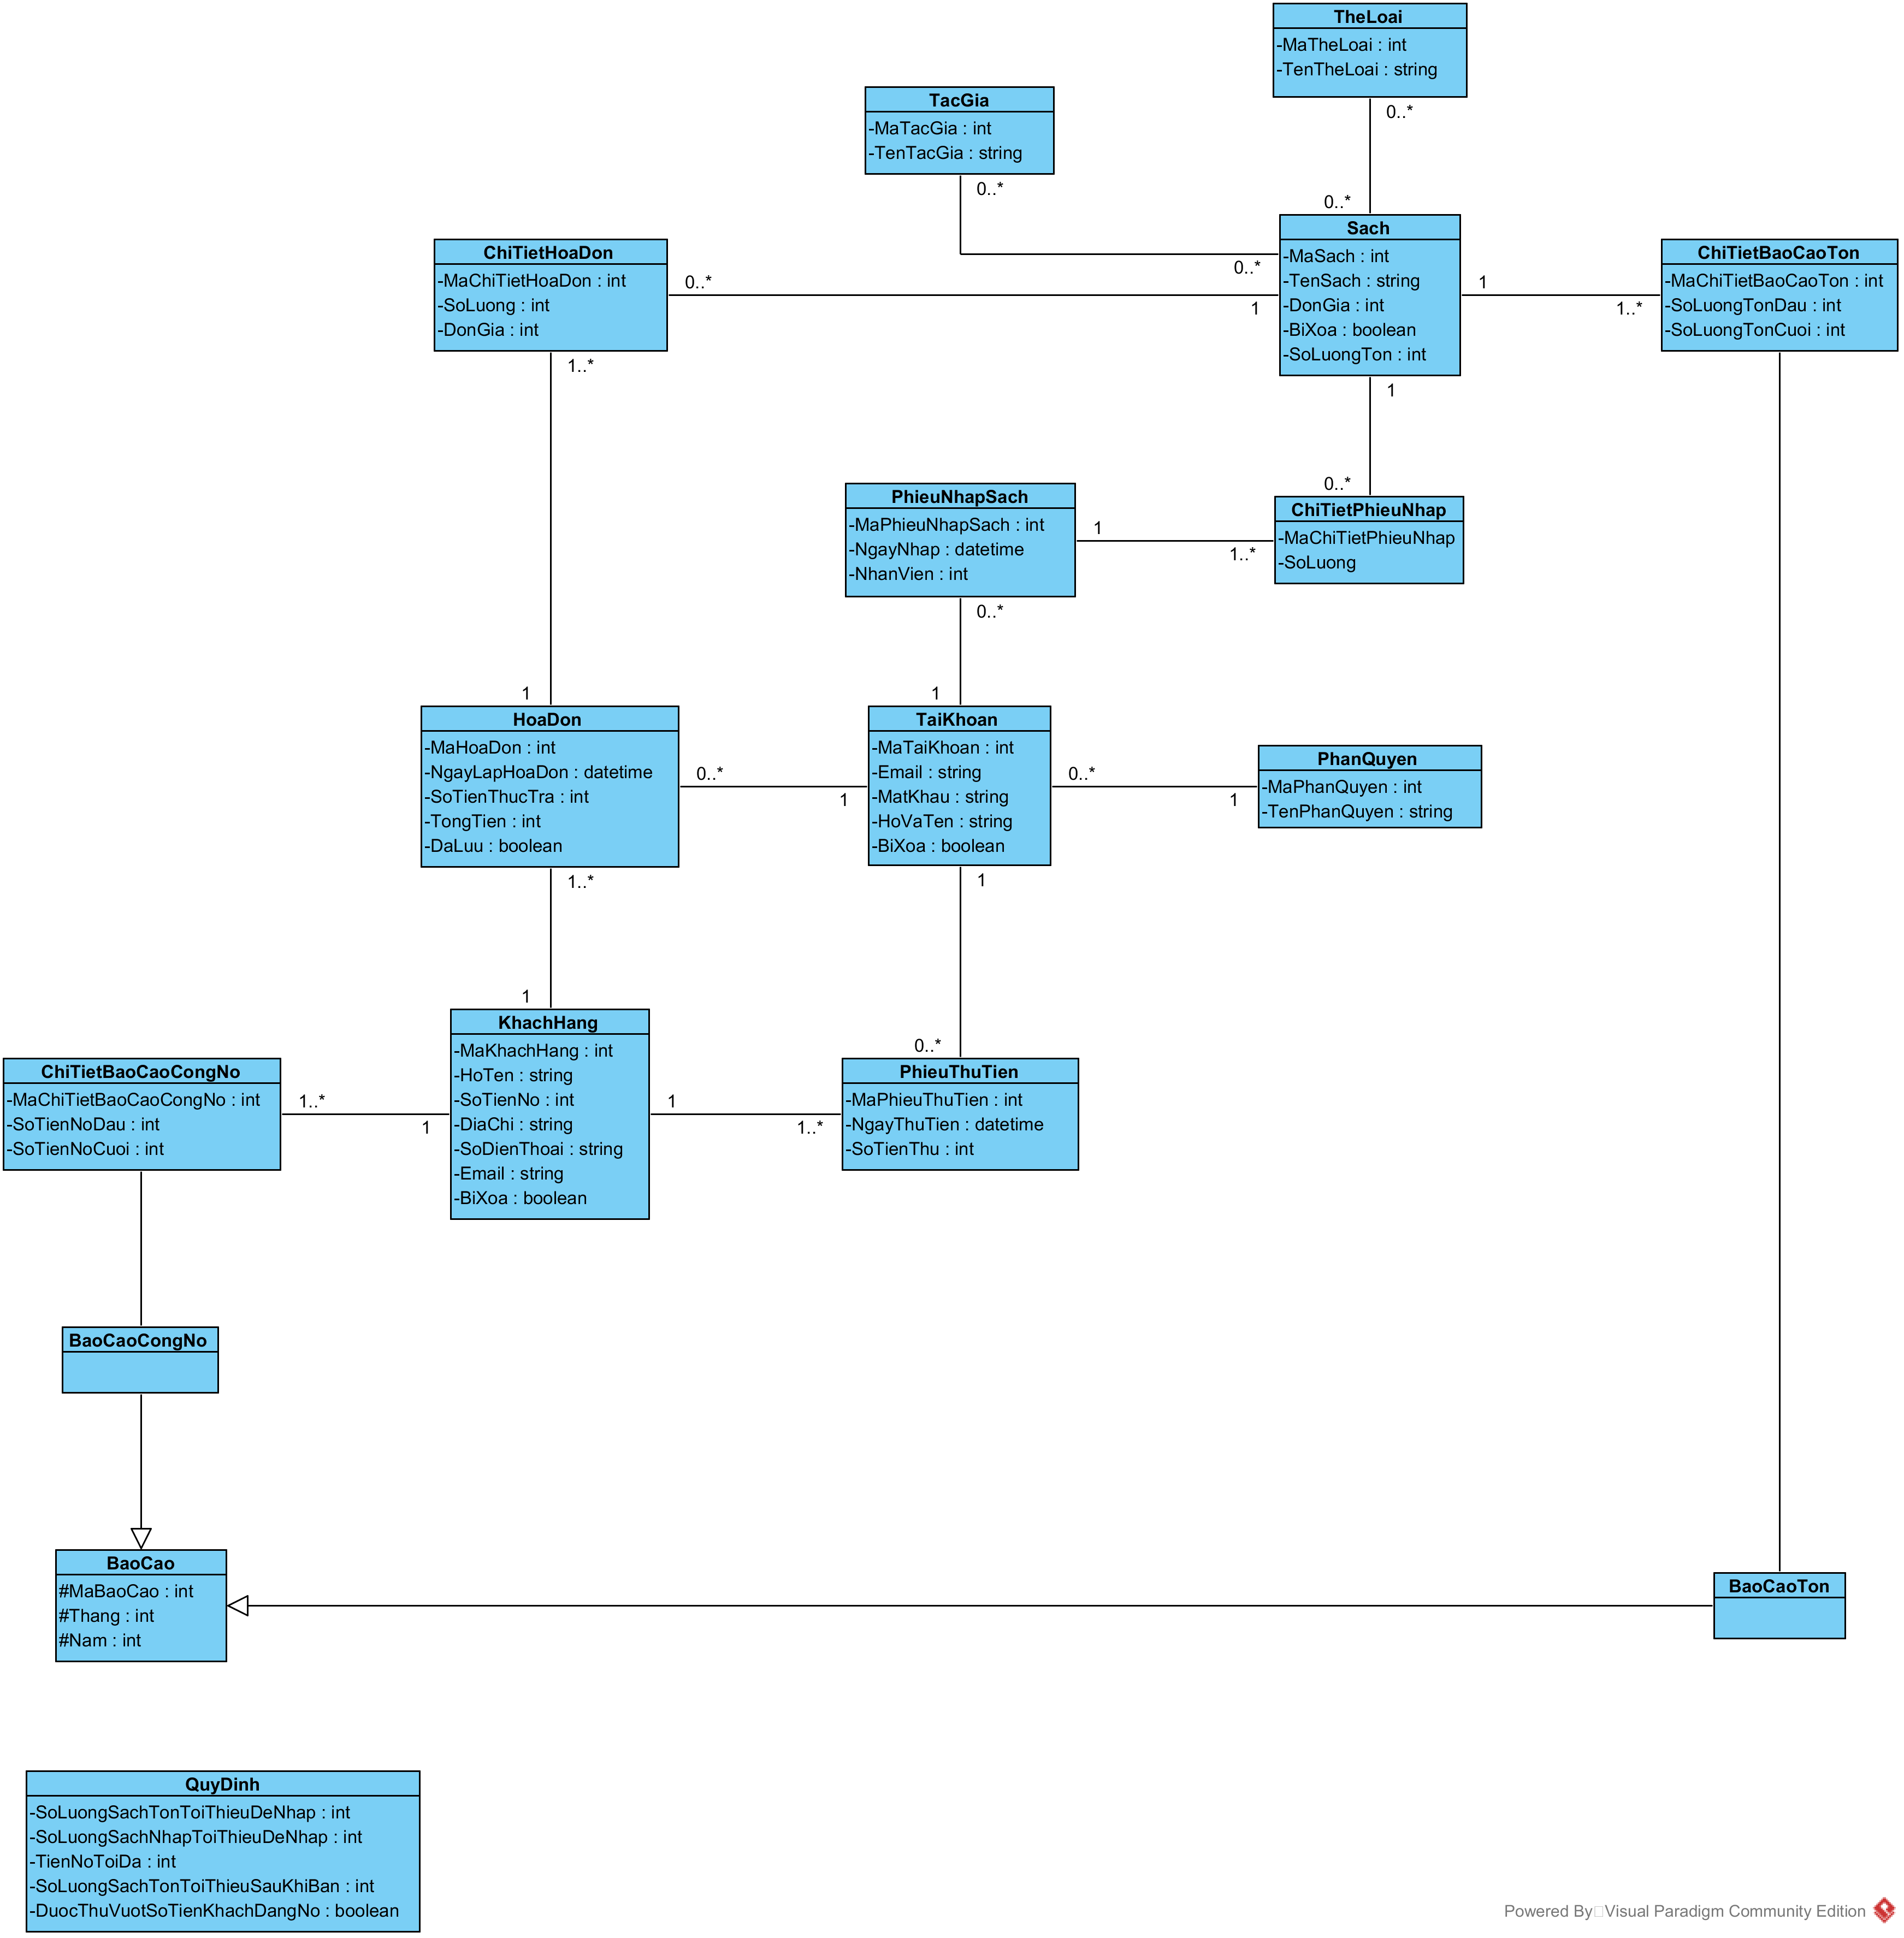 TheLoai
-MaTheLoai : int
-TenTheLoai : string
0..*
TacGia
-MaTacGia : int
-TenTacGia : string
0..*
0..*
Sach
-MaSach : int
-TenSach : string
-DonGia : int
-BiXoa : boolean
-SoLuongTon : int
0..*
1
1
1
ChiTietHoaDon
-MaChiTietHoaDon : int
-SoLuong : int
-DonGia : int
0..*
1..*
ChiTietBaoCaoTon
-MaChiTietBaoCaoTon : int
-SoLuongTonDau : int
-SoLuongTonCuoi : int
1..*
0..*
PhieuNhapSach
-MaPhieuNhapSach : int
-NgayNhap : datetime
-NhanVien : int
1
0..*
ChiTietPhieuNhap
-MaChiTietPhieuNhap
-SoLuong
1..*
1
HoaDon
-MaHoaDon : int
-NgayLapHoaDon : datetime
-SoTienThucTra : int
-TongTien : int
-DaLuu : boolean
0..*
1..*
1
TaiKhoan
-MaTaiKhoan : int
-Email : string
-MatKhau : string
-HoVaTen : string
-BiXoa : boolean
1
0..*
1
PhanQuyen
-MaPhanQuyen : int
-TenPhanQuyen : string
1
1
KhachHang
-MaKhachHang : int
-HoTen : string
-SoTienNo : int
-DiaChi : string
-SoDienThoai : string
-Email : string
-BiXoa : boolean
1
1
ChiTietBaoCaoCongNo
-MaChiTietBaoCaoCongNo : int
-SoTienNoDau : int
-SoTienNoCuoi : int
1..*
0..*
PhieuThuTien
-MaPhieuThuTien : int
-NgayThuTien : datetime
-SoTienThu : int
1..*
BaoCaoCongNo
BaoCao
#MaBaoCao : int
#Thang : int
#Nam : int
BaoCaoTon
QuyDinh
-SoLuongSachTonToiThieuDeNhap : int
-SoLuongSachNhapToiThieuDeNhap : int
-TienNoToiDa : int
-SoLuongSachTonToiThieuSauKhiBan : int
-DuocThuVuotSoTienKhachDangNo : boolean
Powered By Visual Paradigm Community Edition